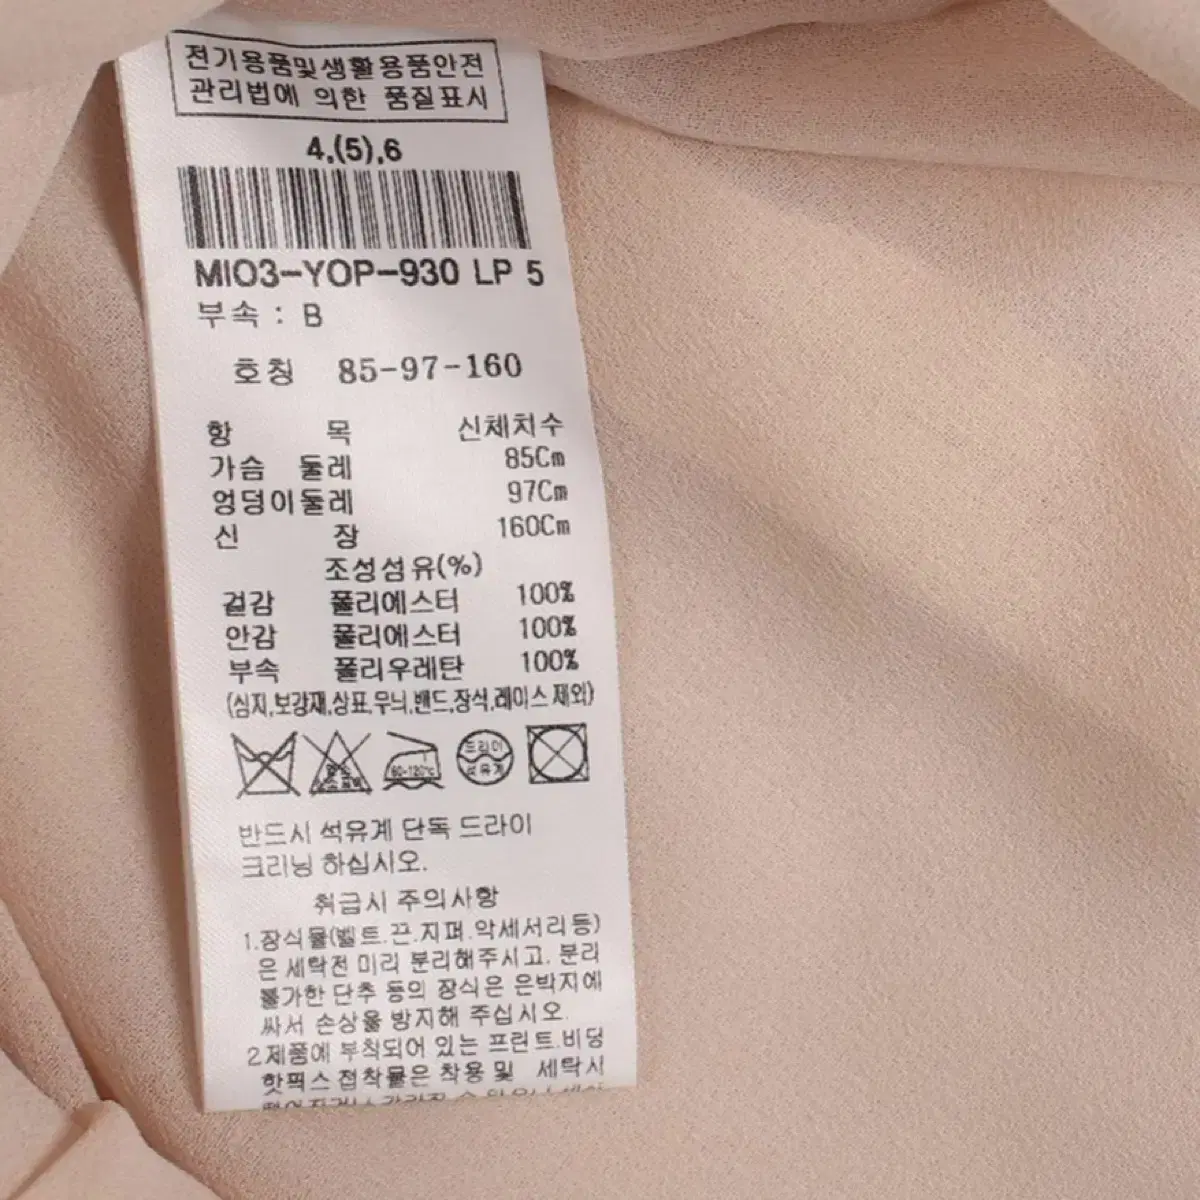 전기용품및생활용품안전
관리법에 의한 품질표시
4,(5),6
MIO3-YOP-930 LP 5
부속 : B
호칭 85-97-160
항 목 신체치수
가슴 둘레 85Cm
엉덩이둘레 97Cm
신 장 160Cm
조성섬유(%)
겉감 폴리에스터 100%
안감 폴리에스터 100%
부속 폴리우레탄 100%
(심지,보강재,상표,무늬,밴드,장식,레이스 제외)
80-120℃
드라이
석유계
반드시 석유계 단독 드라이
크리닝 하십시오.
취급시 주의사항
1.장식물(벨트.끈.지퍼.악세서리등)
은 세탁전 미리 분리해주시고. 분리
불가한 단추 등의 장식은 은박지에
싸서 손상을 방지해 주십시오.
2.제품에 부착되어 있는 프린트.비딩
핫픽스 접착물은 착용 및 세탁시